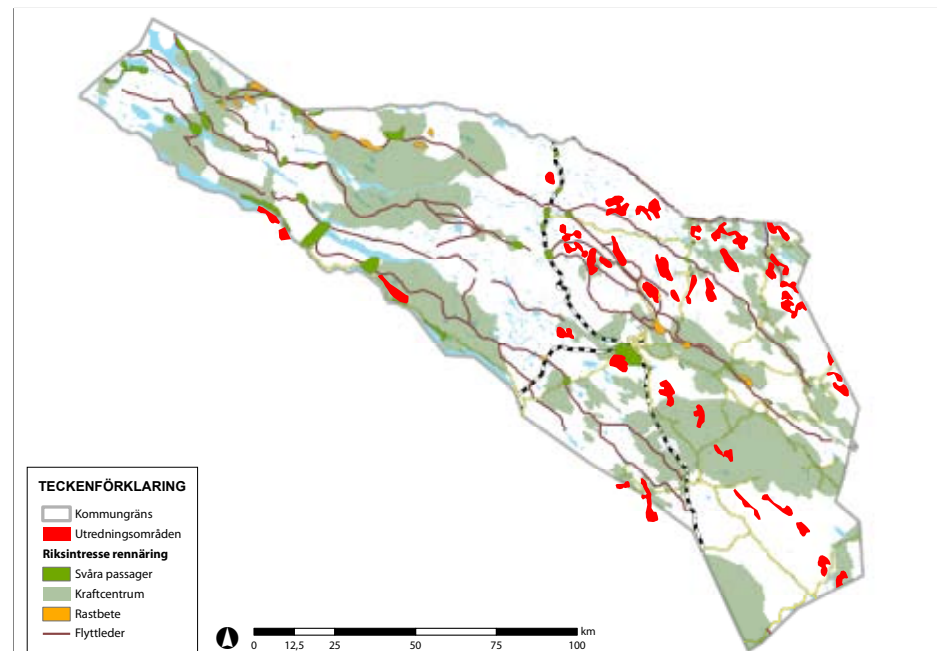 TECKENFÖRKLARING
Kommungräns
Utredningsområden
Riksintresse rennäring
Svåra passager
Kraftcentrum
Rastbete
Flyttleder
km
0 12,5 25 50 75 100